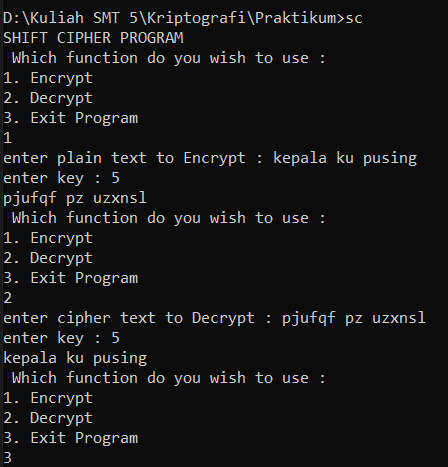 D:\Kuliah SMT 5\Kriptografi\Praktikum>sc
SHIFT CIPHER PROGRAM
Which function do you wish to use :
1. Encrypt
2. Decrypt
3. Exit Program
1
enter plain text to Encrypt : kepala ku pusing
enter key : 5
pjufqf pz uzxnsl
Which function do you wish to use :
1. Encrypt
2. Decrypt
3. Exit Program
2
enter cipher text to Decrypt : pjufqf pz uzxnsl
enter key : 5
kepala ku pusing
Which function do you wish to use :
1. Encrypt
2. Decrypt
3. Exit Program
3